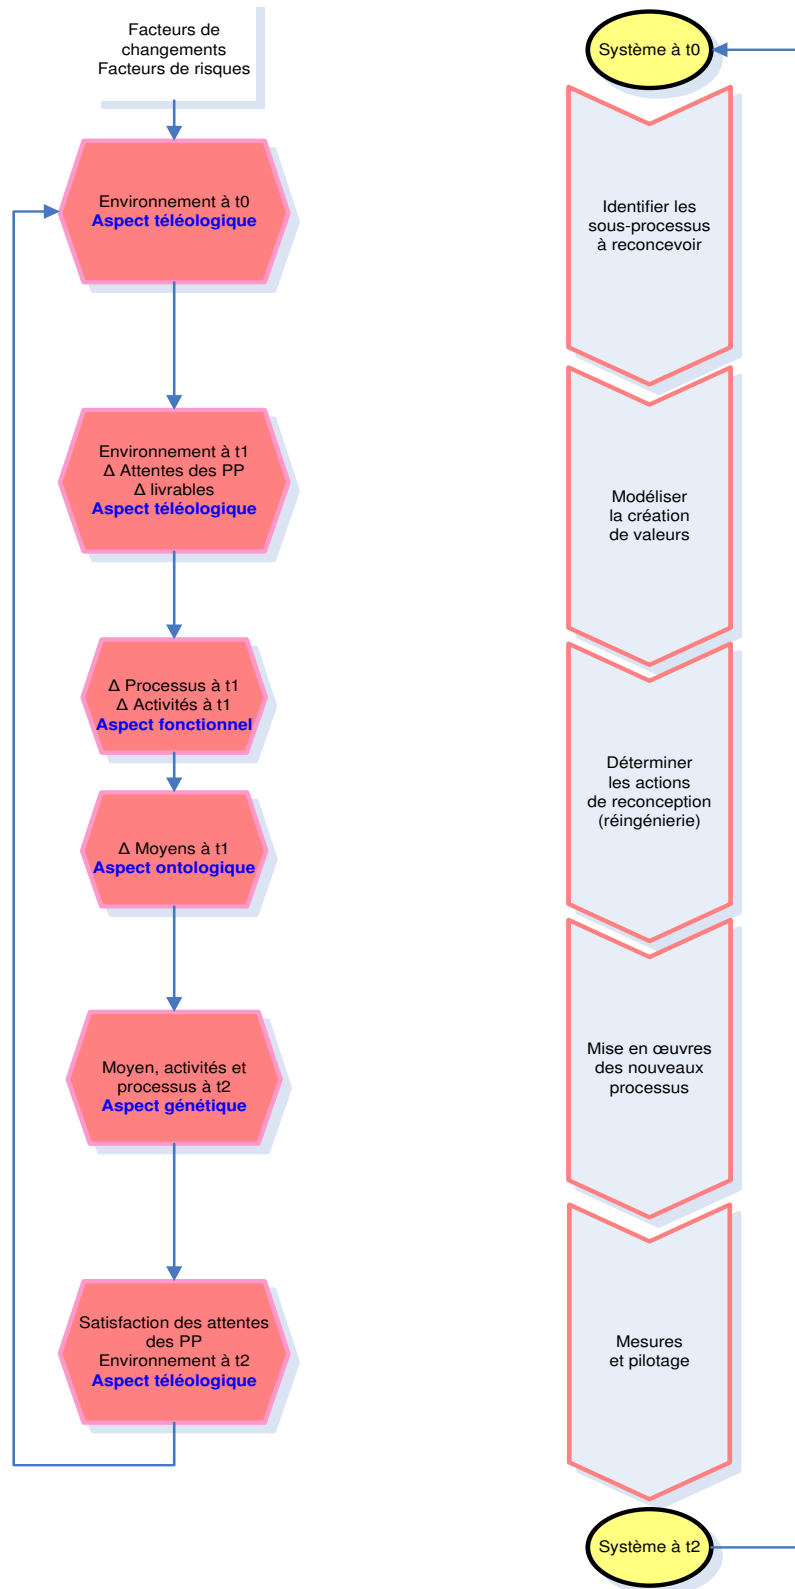 Facteurs de
changements
Facteurs de risques
Environnement à t0
Aspect téléologique
Environnement à t1
Δ Attentes des PP
Δ livrables
Aspect téléologique
Δ Processus à t1
Δ Activités à t1
Aspect fonctionnel
Δ Moyens à t1
Aspect ontologique
Moyen, activités et
processus à t2
Aspect génétique
Satisfaction des attentes
des PP
Environnement à t2
Aspect téléologique
Système à t0
Identifier les
sous-processus
à reconcevoir
Modéliser
la création
de valeurs
Déterminer
les actions
de reconception
(réingénierie)
Mise en œuvres
des nouveaux
processus
Mesures
et pilotage
Système à t2